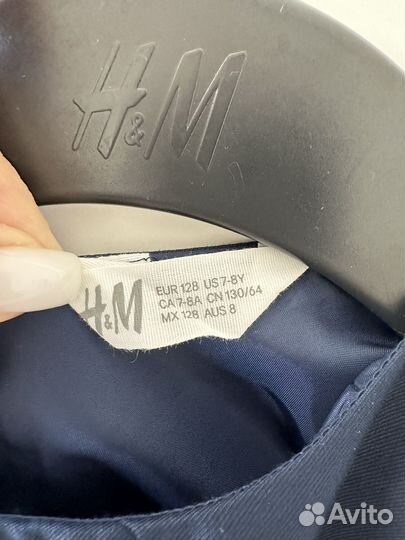 H&M
H&M
EUR 128 US 7-8Y
CA 7-8A CN 130/64
MX 128 AUS 8
Avito